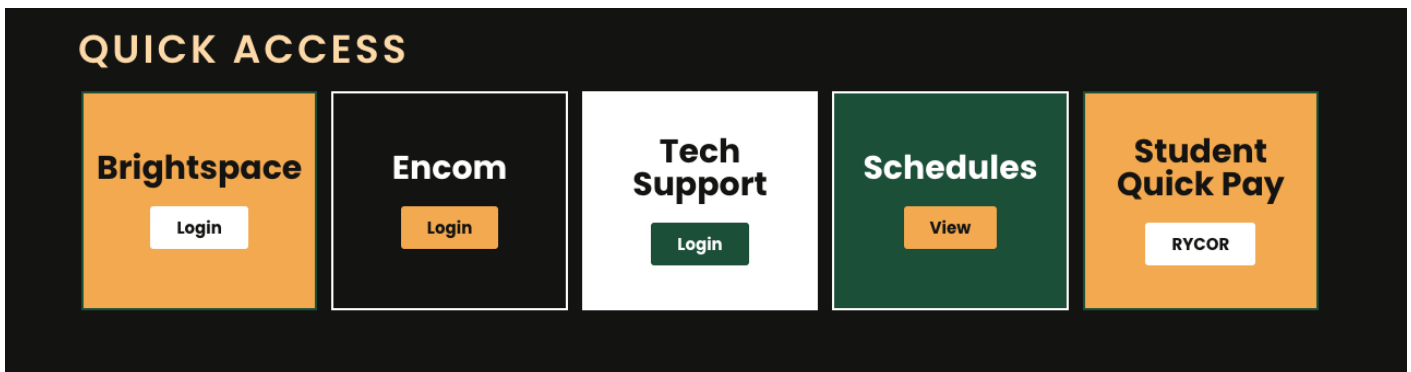 QUICK ACCESS
Brightspace
Login
Encom
Login
Tech
Support
Login
Schedules
View
Student
Quick Pay
RYCOR